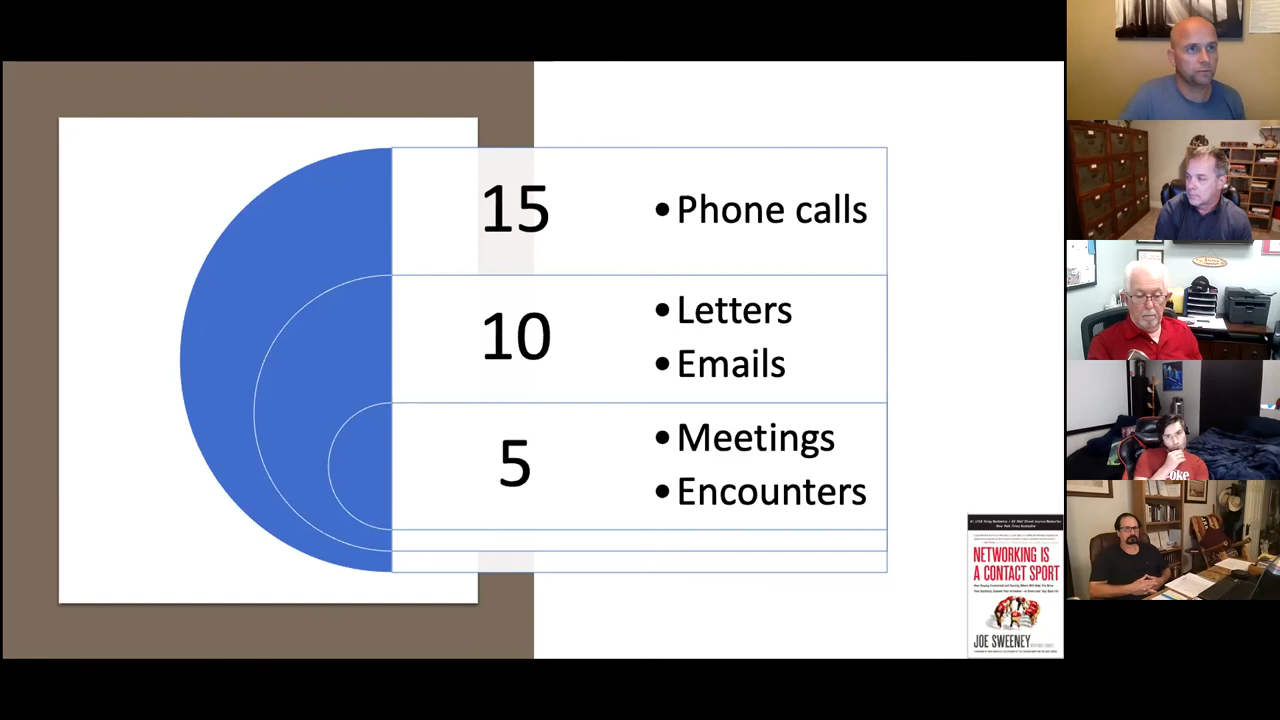 15
• Phone calls
10
• Letters
• Emails
5
• Meetings
• Encounters
NETWORKING IS
A CONTACT SPORT
JOE SWEENEY